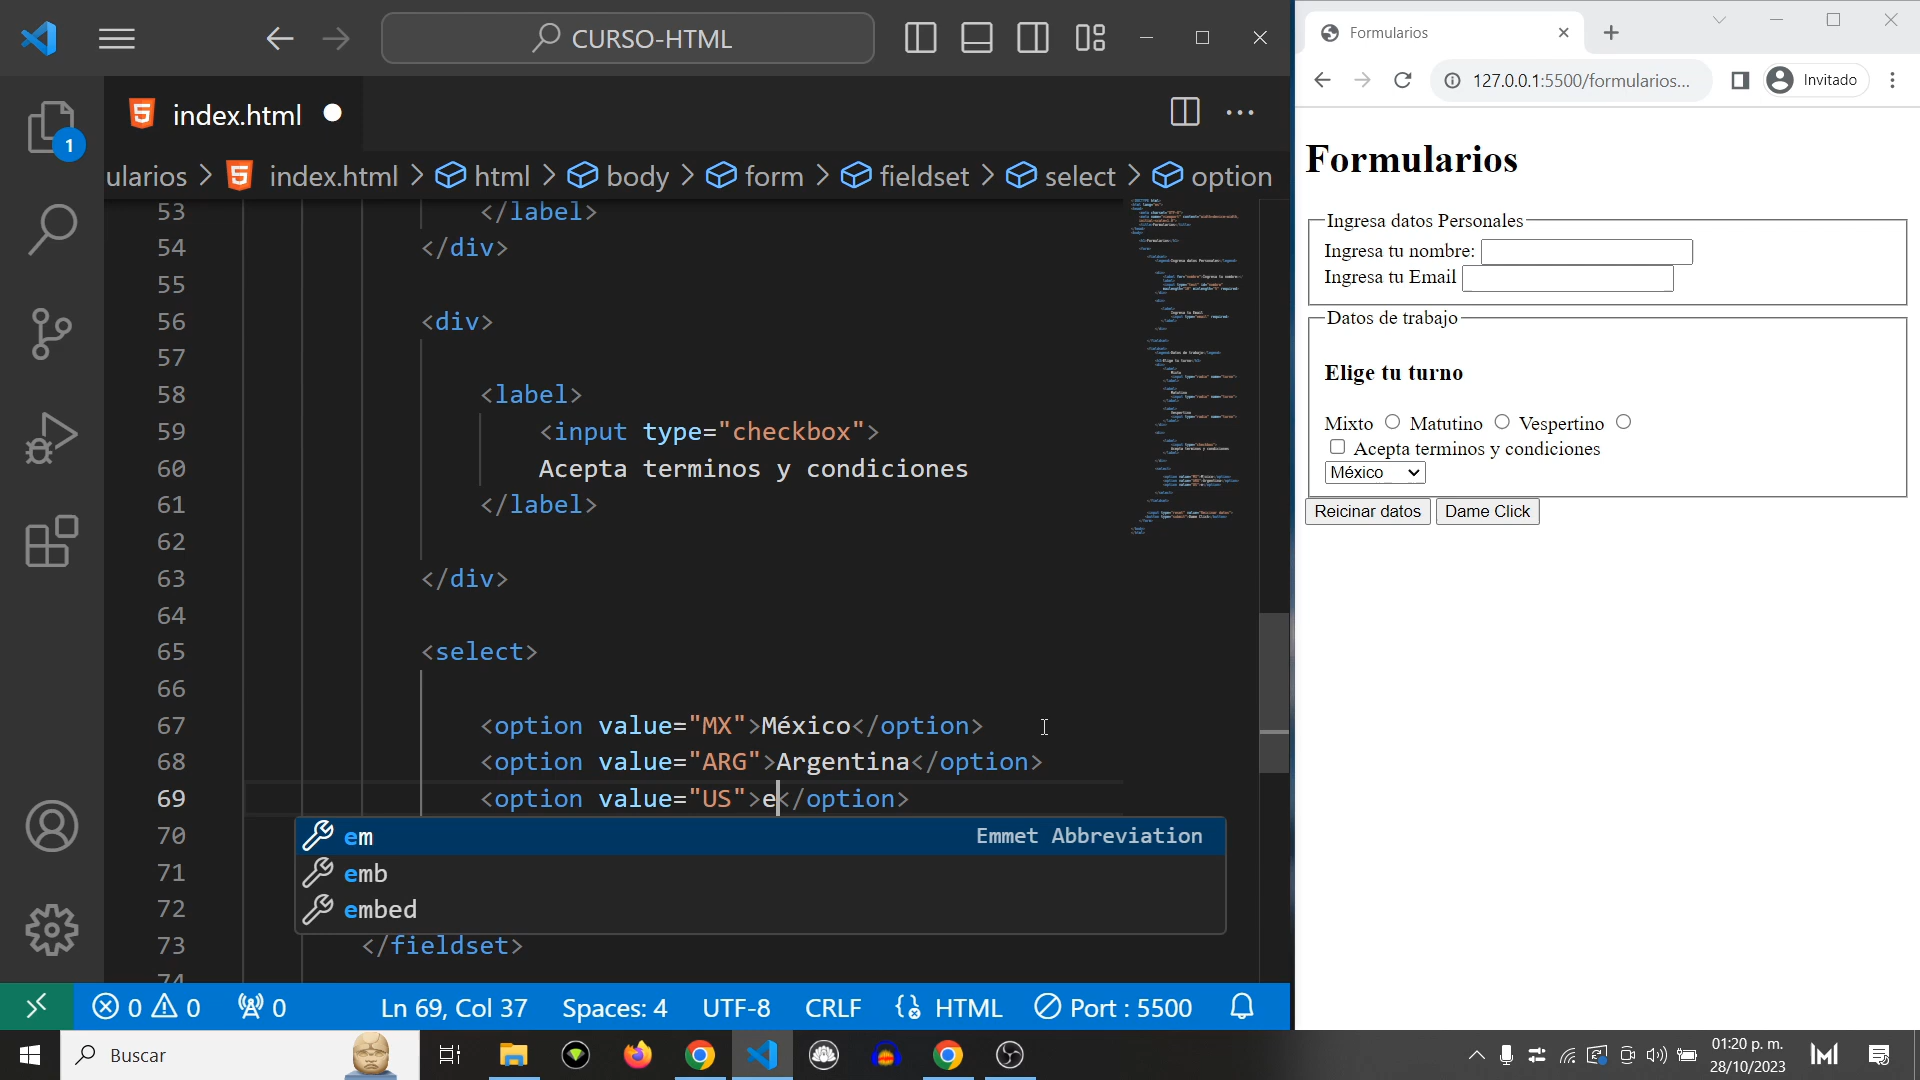 CURSO-HTML
index.html
1
ularios > index.html > html > body > form > fieldset > select > option
53 </label>
54 </div>
55
56 <div>
57
58 <label>
59 <input type="checkbox">
60 Acepta terminos y condiciones
61 </label>
62
63 </div>
64
65 <select>
66
67 <option value="MX">México</option>
68 <option value="ARG">Argentina</option>
69 <option value="US">e</option>
70 em Emmet Abbreviation
71 emb
72 embed
73 </fieldset>
74
0 0 0 Ln 69, Col 37 Spaces: 4 UTF-8 CRLF HTML Port : 5500
Formularios
127.0.0.1:5500/formularios... Invitado
Formularios
Ingresa datos Personales
Ingresa tu nombre:
Ingresa tu Email
Datos de trabajo
Elige tu turno
Mixto Matutino Vespertino
Acepta terminos y condiciones
México
Reicinar datos Dame Click
Buscar
01:20 p. m.
28/10/2023